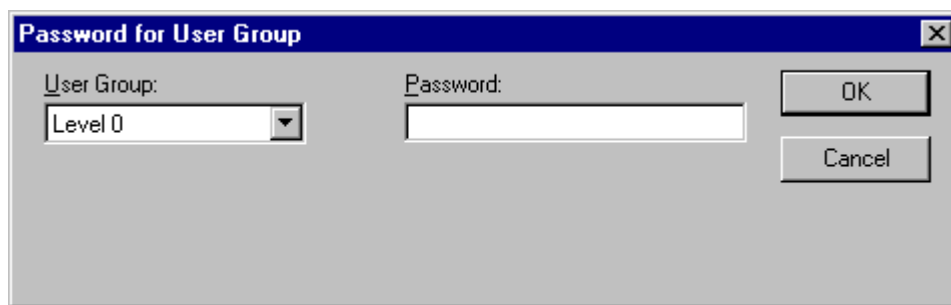 Password for User Group
User Group: Password:
Level 0
OK
Cancel